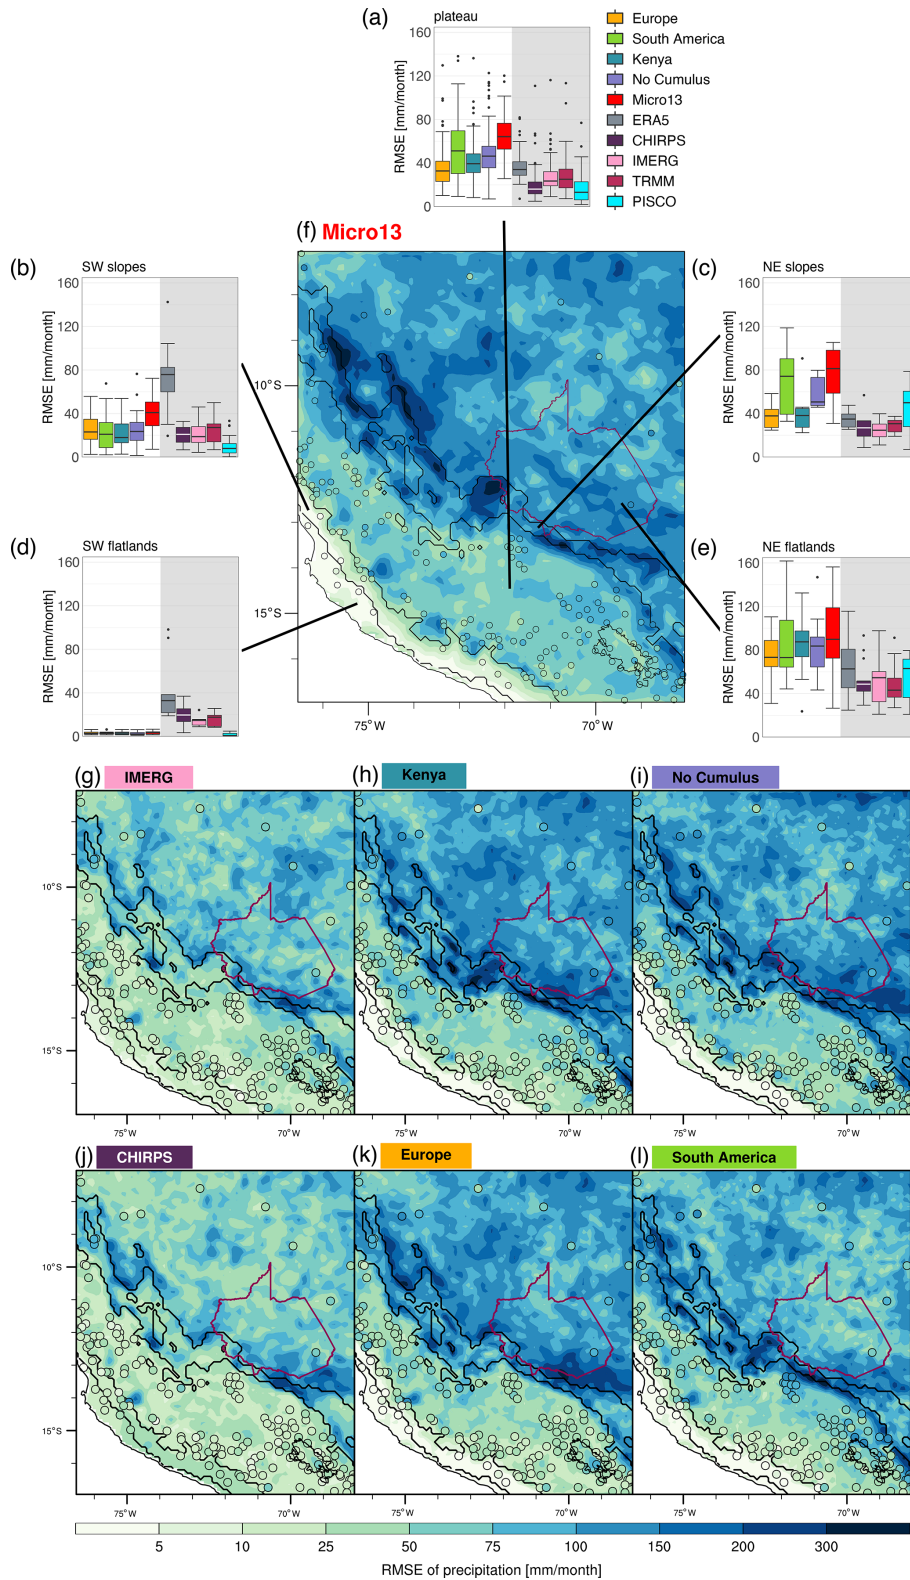 (a)
plateau
RMSE [mm/month]
160
120
80
40
0
Europe
South America
Kenya
No Cumulus
Micro13
ERA5
CHIRPS
IMERG
TRMM
PISCO
(f) Micro13
10°S
15°S
75°W
70°W
(b)
SW slopes
RMSE [mm/month]
160
120
80
40
0
(c)
NE slopes
RMSE [mm/month]
160
120
80
40
0
(d)
SW flatlands
RMSE [mm/month]
160
120
80
40
0
(e)
NE flatlands
RMSE [mm/month]
160
120
80
40
0
(g) IMERG
(h) Kenya
(i) No Cumulus
10°S
15°S
75°W
70°W
75°W
70°W
75°W
70°W
(j) CHIRPS
(k) Europe
(l) South America
10°S
15°S
75°W
70°W
75°W
70°W
75°W
70°W
5 10 25 50 75 100 150 200 300
RMSE of precipitation [mm/month]